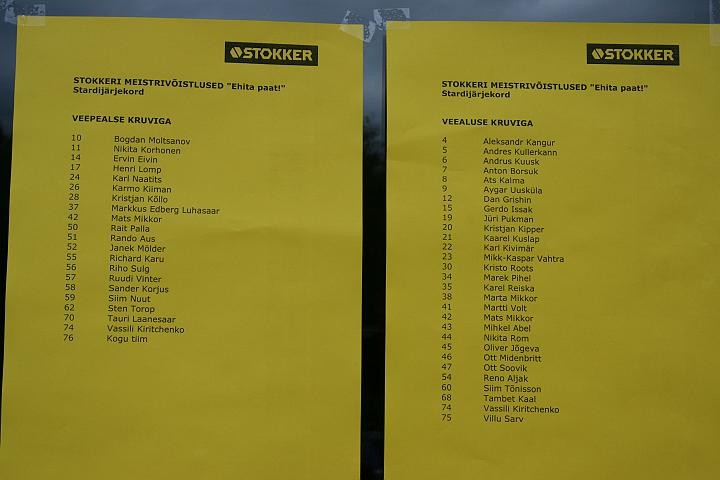 STOKKER
STOKKERI MEISTRIVÕISTLUSED "Ehita paat!"
Stardijärjekord
VEEPEALSE KRUVIGA
10 Bogdan Moltsanov
11 Nikita Korhonen
14 Ervin Eivin
17 Henri Lomp
24 Karl Naatits
26 Karmo Kiiman
28 Kristjan Köllo
37 Markkus Edberg Luhasaar
42 Mats Mikkor
50 Rait Palla
51 Rando Aus
52 Janek Mölder
55 Richard Karu
56 Riho Sulg
57 Ruudi Vinter
58 Sander Korjus
59 Siim Nuut
62 Sten Torop
70 Tauri Laanesaar
74 Vassili Kiritchenko
76 Kogu tiim
STOKKER
STOKKERI MEISTRIVÕISTLUSED "Ehita paat!"
Stardijärjekord
VEEALUSE KRUVIGA
4 Aleksandr Kangur
5 Andres Kullerkann
6 Andrus Kuusk
7 Anton Borsuk
8 Ats Kalma
9 Aygar Uusküla
12 Dan Grishin
15 Gerdo Issak
19 Jüri Pukman
20 Kristjan Kipper
21 Kaarel Kuslap
22 Karl Kivimär
23 Mikk-Kaspar Vahtra
30 Kristo Roots
34 Marek Pihel
35 Karel Reiska
38 Marta Mikkor
41 Martti Volt
42 Mats Mikkor
43 Mihkel Abel
44 Nikita Rom
45 Oliver Jõgeva
46 Ott Midenbritt
47 Ott Soovik
54 Reno Aljak
60 Siim Tõnisson
68 Tambet Kaal
74 Vassili Kiritchenko
75 Villu Sarv